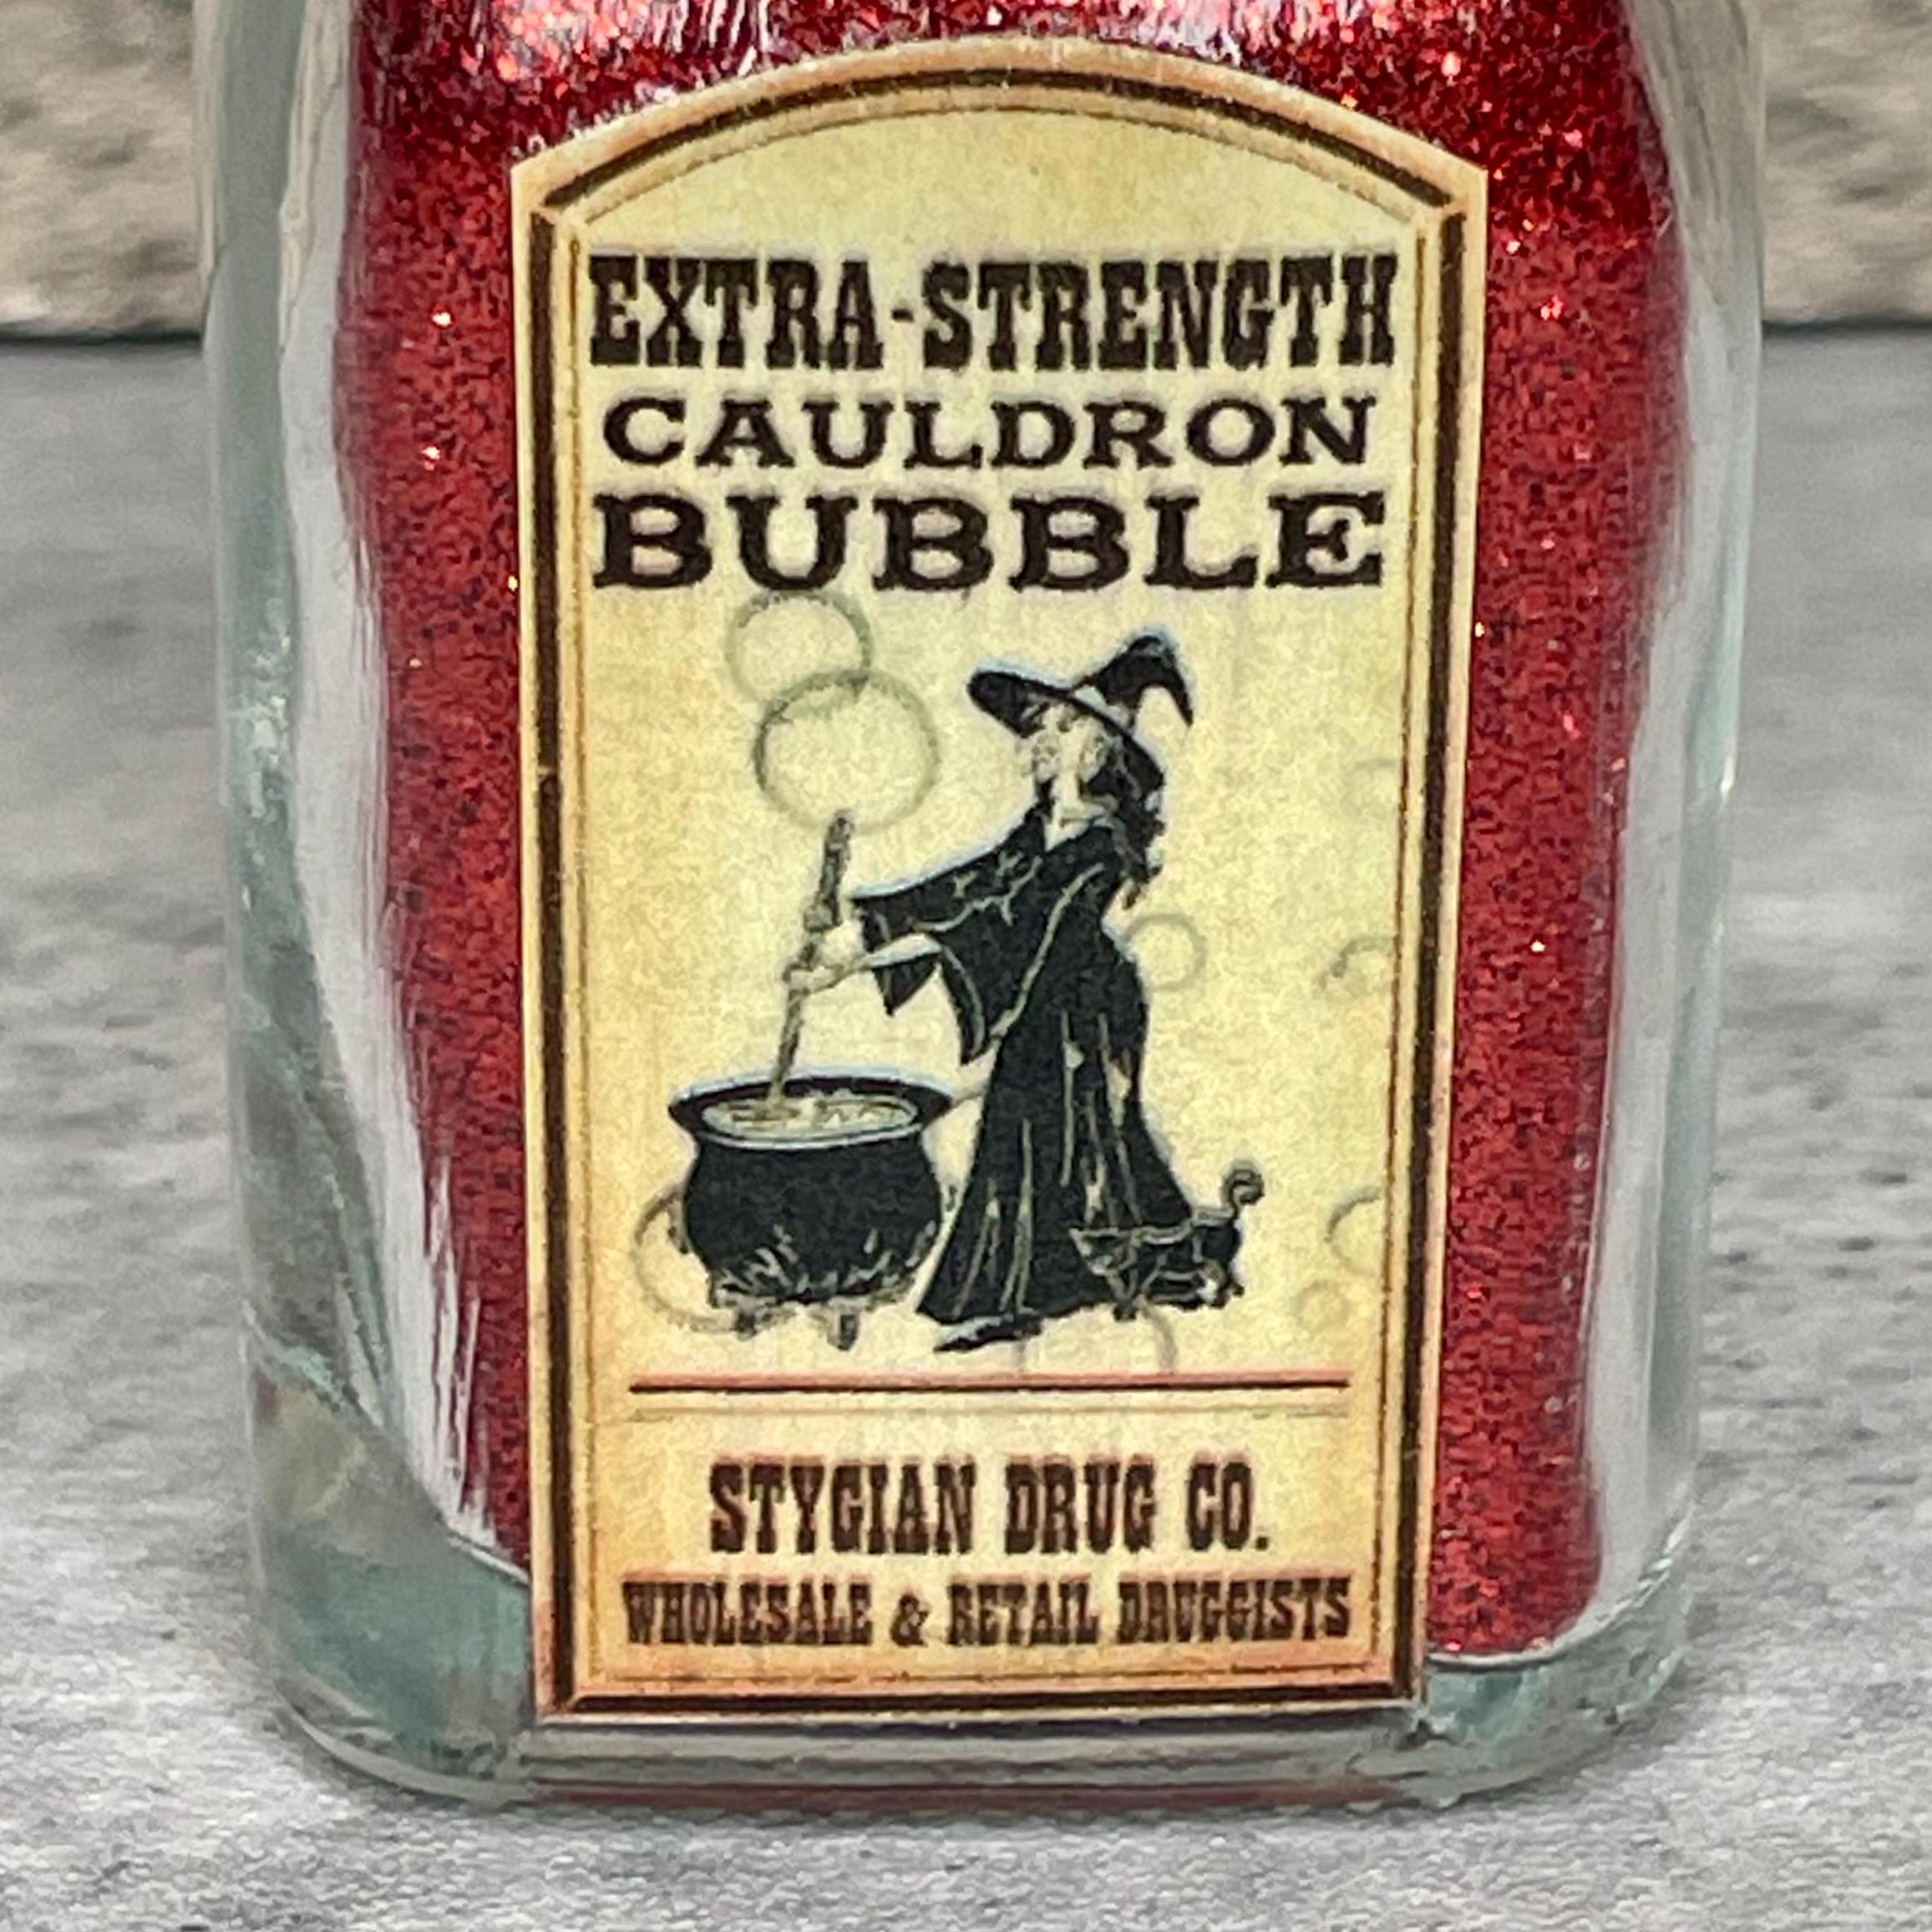 EXTRA-STRENGTH
CAULDRON
BUBBLE
STYGIAN DRUG CO.
WHOLESALE & RETAIL DRUGGISTS